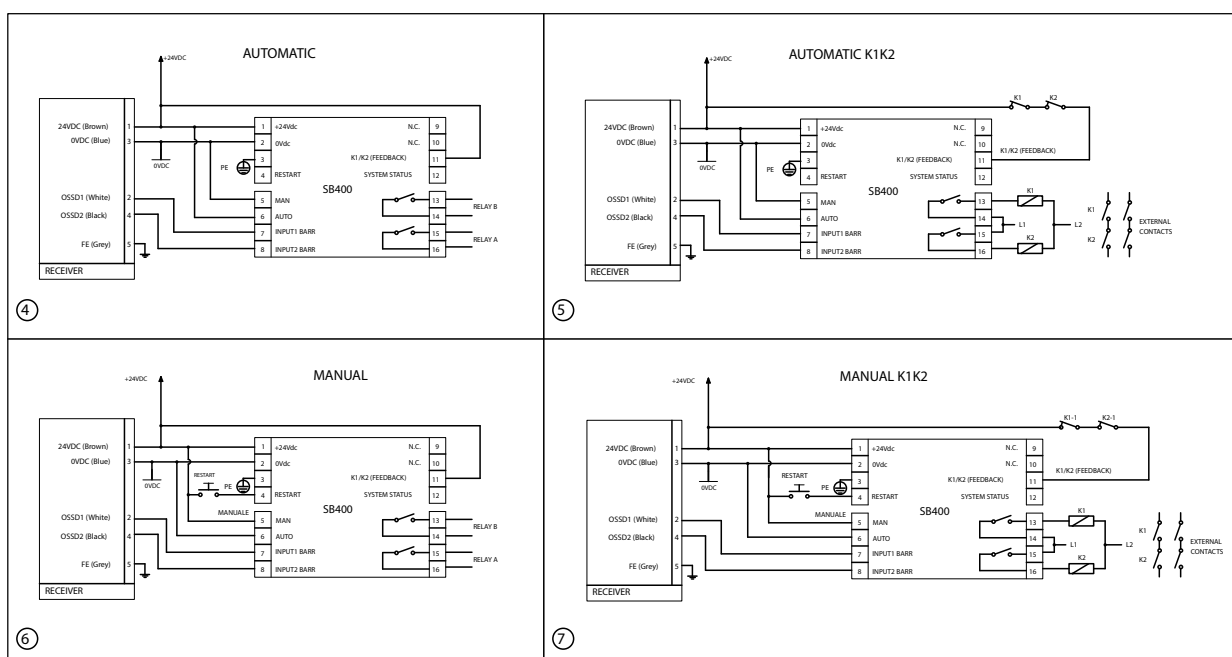 AUTOMATIC
+24VDC
24VDC (Brown) 1 1 +24Vdc N.C. 9
0VDC (Blue) 3 2 0Vdc N.C. 10
0VDC PE 3 K1/K2 (FEEDBACK) 11
4 RESTART SYSTEM STATUS 12
SB400
OSSD1 (White) 2 5 MAN 13 RELAY B
OSSD2 (Black) 4 6 AUTO 14
7 INPUT1 BARR 15 RELAY A
FE (Grey) 5 8 INPUT2 BARR 16
RECEIVER
4
AUTOMATIC K1K2
+24VDC
K1 K2
24VDC (Brown) 1 1 +24Vdc N.C. 9
0VDC (Blue) 3 2 0Vdc N.C. 10
K1/K2 (FEEDBACK)
0VDC PE 3 K1/K2 (FEEDBACK) 11
4 RESTART SYSTEM STATUS 12
SB400
OSSD1 (White) 2 5 MAN 13 K1
OSSD2 (Black) 4 6 AUTO 14 L1 L2 K1 EXTERNAL
7 INPUT1 BARR 15 K2 K2 CONTACTS
FE (Grey) 5 8 INPUT2 BARR 16
RECEIVER
5
MANUAL
+24VDC
24VDC (Brown) 1 1 +24Vdc N.C. 9
0VDC (Blue) 3 2 0Vdc N.C. 10
0VDC RESTART PE 3 K1/K2 (FEEDBACK) 11
4 RESTART SYSTEM STATUS 12
MANUALE SB400
OSSD1 (White) 2 5 MAN 13 RELAY B
OSSD2 (Black) 4 6 AUTO 14
7 INPUT1 BARR 15 RELAY A
FE (Grey) 5 8 INPUT2 BARR 16
RECEIVER
6
MANUAL K1K2
+24VDC
K1-1 K2-1
24VDC (Brown) 1 1 +24Vdc N.C. 9
0VDC (Blue) 3 2 0Vdc N.C. 10
K1/K2 (FEEDBACK)
0VDC RESTART PE 3 K1/K2 (FEEDBACK) 11
4 RESTART SYSTEM STATUS 12
MANUALE SB400
OSSD1 (White) 2 5 MAN 13 K1
OSSD2 (Black) 4 6 AUTO 14 L1 L2 K1 EXTERNAL
7 INPUT1 BARR 15 K2 K2 CONTACTS
FE (Grey) 5 8 INPUT2 BARR 16
RECEIVER
7